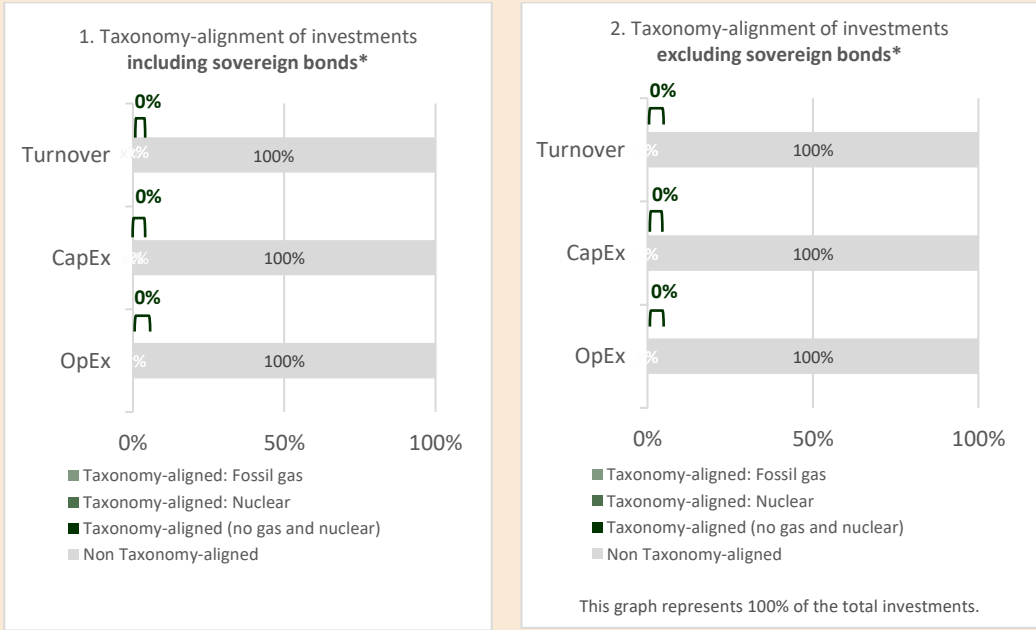 1. Taxonomy-alignment of investments
including sovereign bonds*
0%
Turnover
100%
0%
CapEx
100%
0%
OpEx
%
100%
0% 50% 100%
Taxonomy-aligned: Fossil gas
Taxonomy-aligned: Nuclear
Taxonomy-aligned (no gas and nuclear)
Non Taxonomy-aligned
2. Taxonomy-alignment of investments
excluding sovereign bonds*
0%
Turnover % 100%
0%
CapEx % 100%
0%
OpEx % 100%
0% 50% 100%
Taxonomy-aligned: Fossil gas
Taxonomy-aligned: Nuclear
Taxonomy-aligned (no gas and nuclear)
Non Taxonomy-aligned
This graph represents 100% of the total investments.